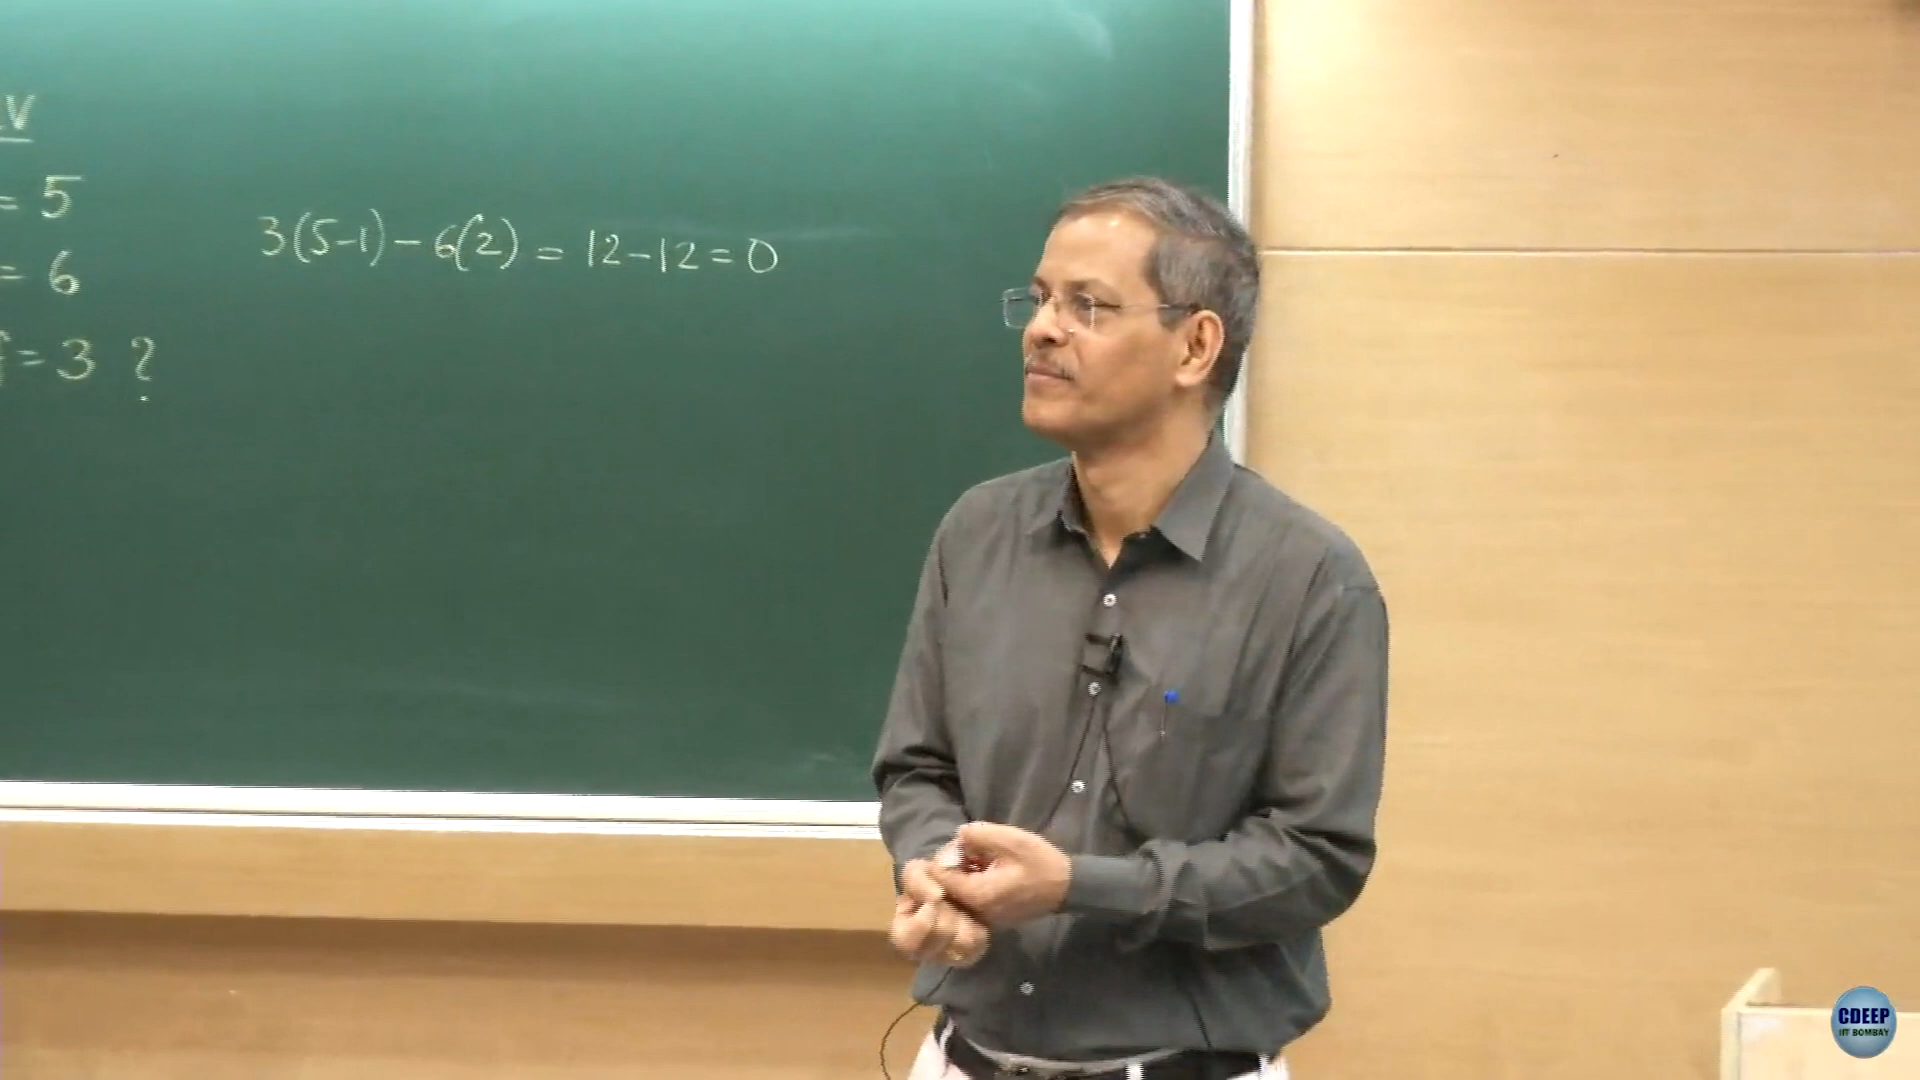 = 5
= 6
= 3 ?
3(5-1) - 6(2) = 12-12 = 0
CDEEP
IIT BOMBAY